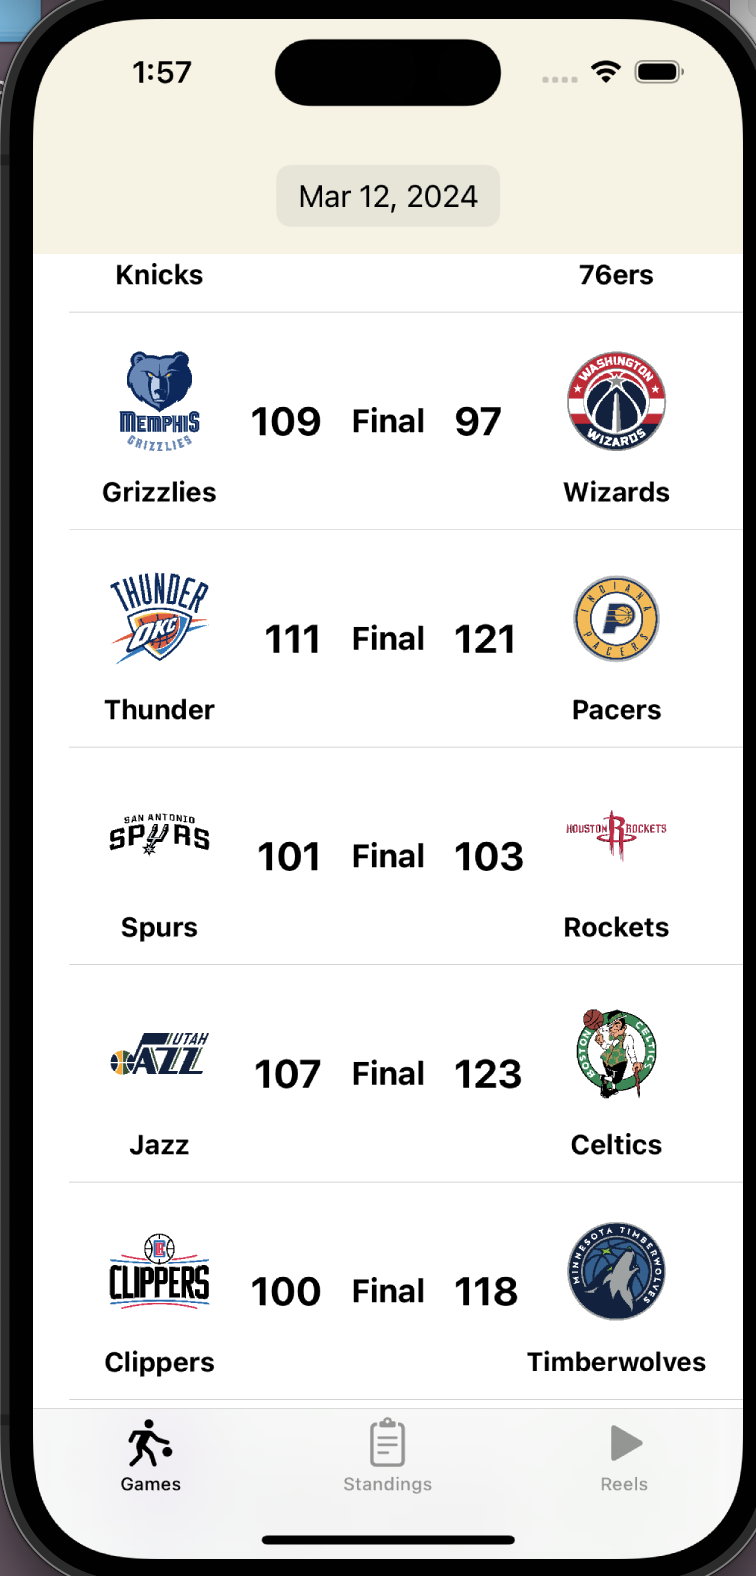 1:57
Mar 12, 2024
Knicks 76ers
MEMPHIS
GRIZZLIES
WASHINGTON
WIZARDS
109 Final 97
Grizzlies Wizards
THUNDER
OKC
INDIANA
PACERS
111 Final 121
Thunder Pacers
SAN ANTONIO
SPURS
HOUSTON R ROCKETS
101 Final 103
Spurs Rockets
UTAH
JAZZ
BOSTON
CELTICS
107 Final 123
Jazz Celtics
CLIPPERS
MINNESOTA TIMBERWOLVES
100 Final 118
Clippers Timberwolves
Games Standings Reels